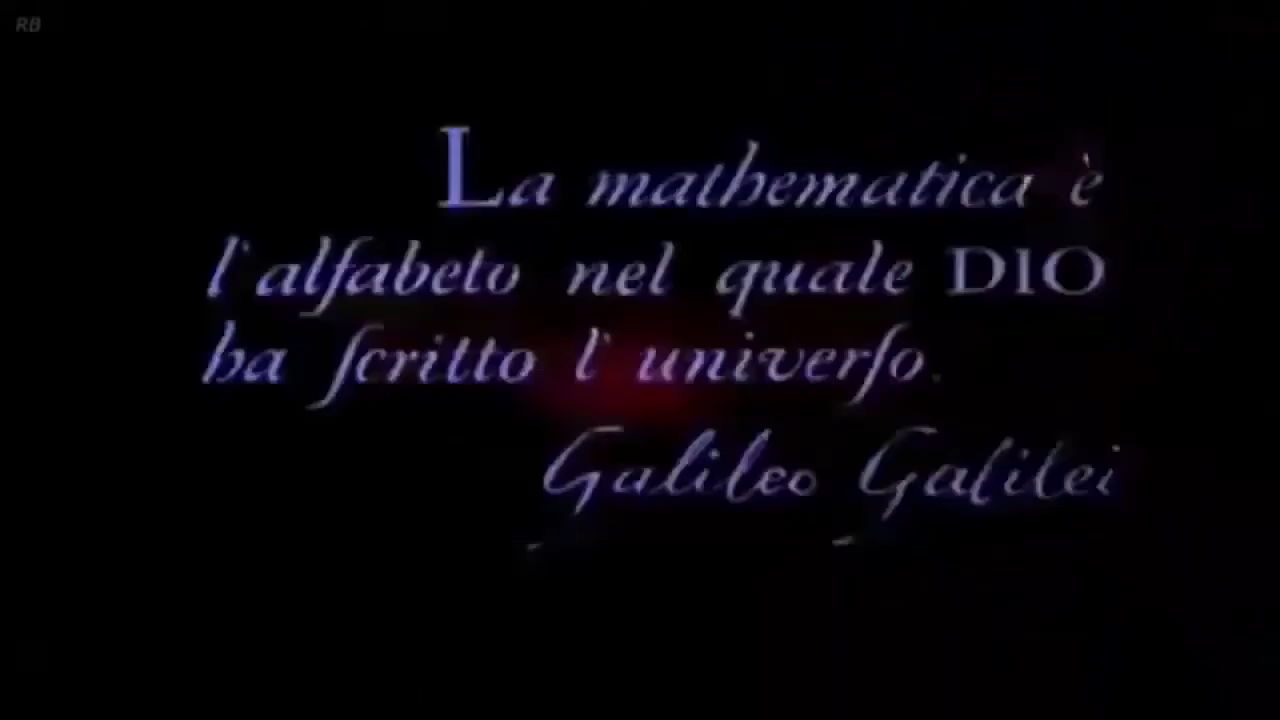 RB
La mathematica è
l'alfabeto nel quale DIO
ha ſcritto l' univerſo.
Galileo Galilei